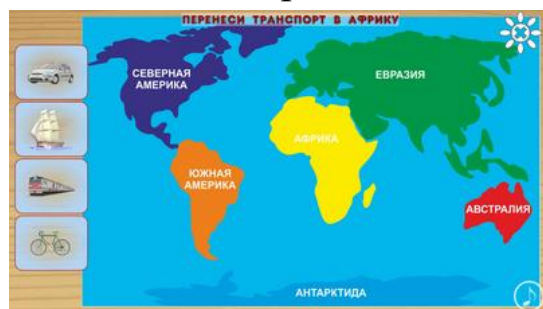 ПЕРЕНЕСИ ТРАНСПОРТ В АФРИКУ
СЕВЕРНАЯ
АМЕРИКА
ЕВРАЗИЯ
АФРИКА
ЮЖНАЯ
АМЕРИКА
АВСТРАЛИЯ
АНТАРКТИДА